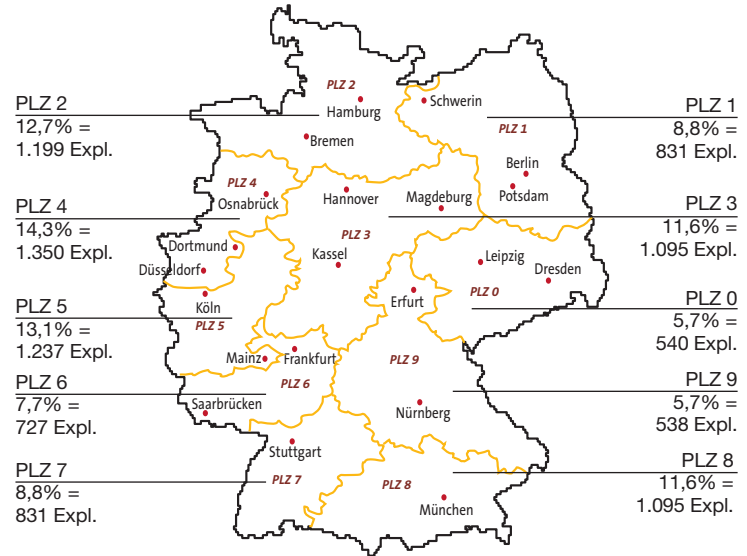 PLZ 2
12,7% =
1.199 Expl.
PLZ 4
14,3% =
1.350 Expl.
PLZ 5
13,1% =
1.237 Expl.
PLZ 6
7,7% =
727 Expl.
PLZ 7
8,8% =
831 Expl.
PLZ 2
Hamburg
Schwerin
Bremen
PLZ 1
Berlin
Potsdam
PLZ 4
Osnabrück
Hannover
Magdeburg
PLZ 3
Dortmund
Düsseldorf
Kassel
Leipzig
Dresden
Erfurt
PLZ 0
Köln
PLZ 5
Mainz
Frankfurt
PLZ 9
PLZ 6
Saarbrücken
Nürnberg
Stuttgart
PLZ 7
PLZ 8
München
PLZ 1
8,8% =
831 Expl.
PLZ 3
11,6% =
1.095 Expl.
PLZ 0
5,7% =
540 Expl.
PLZ 9
5,7% =
538 Expl.
PLZ 8
11,6% =
1.095 Expl.